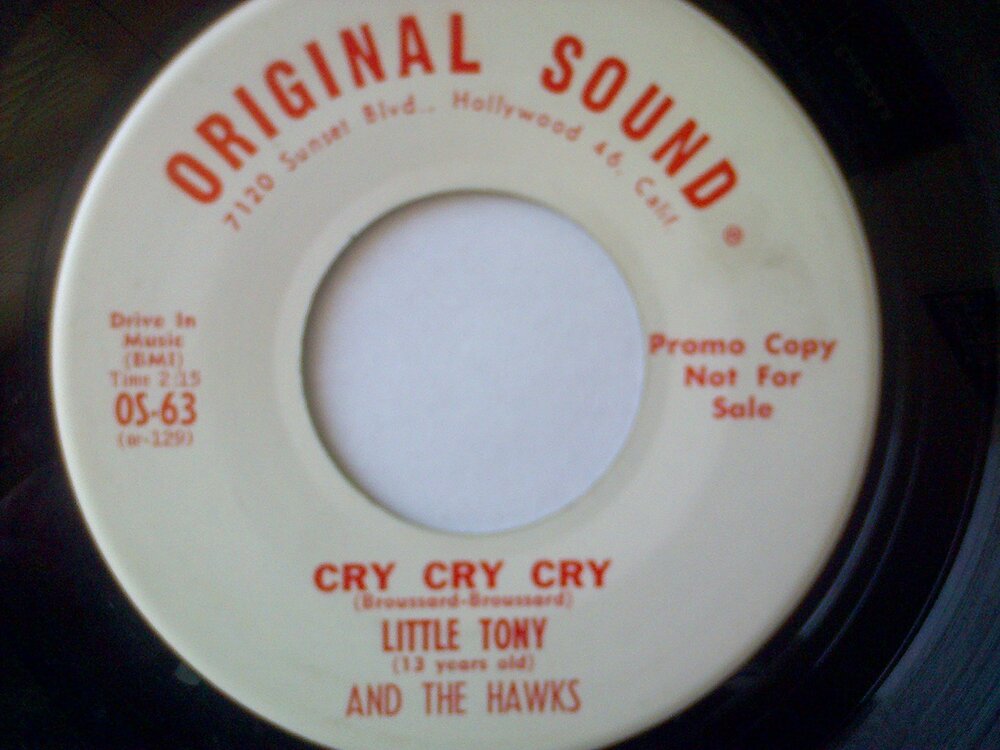 ORIGINAL SOUND ®
7120 Sunset Blvd., Hollywood 46, Calif
Drive In
Music
(BMI)
Time 2:15
OS-63
(or-129)
Promo Copy
Not For
Sale
CRY CRY CRY
(Broussard-Broussard)
LITTLE TONY
(13 years old)
AND THE HAWKS